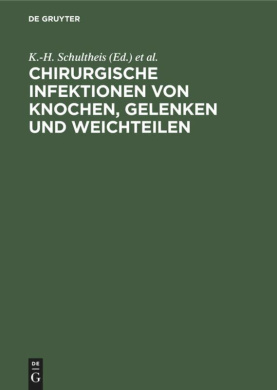 DE GRUYTER
K.-H. Schultheis (Ed.) et al.
CHIRURGISCHE
INFEKTIONEN VON
KNOCHEN, GELENKEN
UND WEICHTEILEN
DE
G